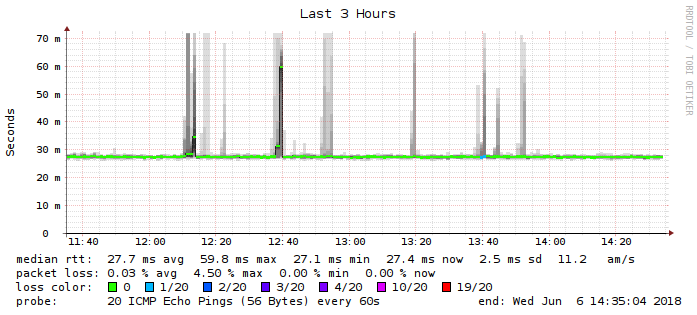 Last 3 Hours
RRDTOOL / TOBI OETIKER
Seconds
70 m
60 m
50 m
40 m
30 m
20 m
10 m
0
11:40 12:00 12:20 12:40 13:00 13:20 13:40 14:00 14:20
median rtt: 27.7 ms avg 59.8 ms max 27.1 ms min 27.4 ms now 2.5 ms sd 11.2 am/s
packet loss: 0.03 % avg 4.50 % max 0.00 % min 0.00 % now
loss color: 0 1/20 2/20 3/20 4/20 10/20 19/20
probe: 20 ICMP Echo Pings (56 Bytes) every 60s end: Wed Jun 6 14:35:04 2018